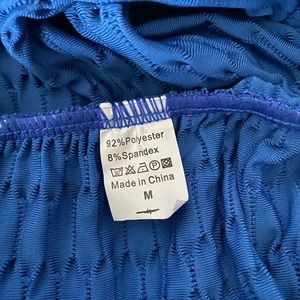 92%Polyester
8%Spandex
Made in China
M